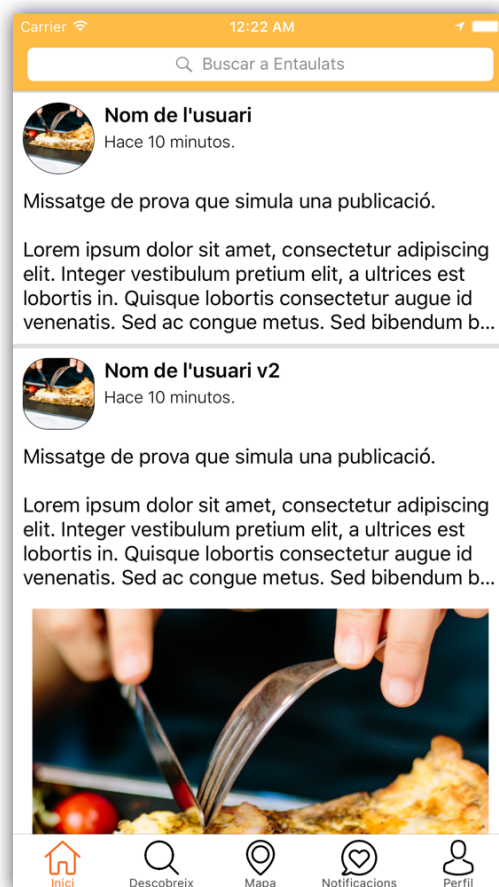 Carrier 12:22 AM
Buscar a Entaulats
Nom de l'usuari
Hace 10 minutos.
Missatge de prova que simula una publicació.
Lorem ipsum dolor sit amet, consectetur adipiscing
elit. Integer vestibulum pretium elit, a ultrices est
lobortis in. Quisque lobortis consectetur augue id
venenatis. Sed ac congue metus. Sed bibendum b...
Nom de l'usuari v2
Hace 10 minutos.
Missatge de prova que simula una publicació.
Lorem ipsum dolor sit amet, consectetur adipiscing
elit. Integer vestibulum pretium elit, a ultrices est
lobortis in. Quisque lobortis consectetur augue id
venenatis. Sed ac congue metus. Sed bibendum b...
Inici Descobreix Mapa Notificacions Perfil